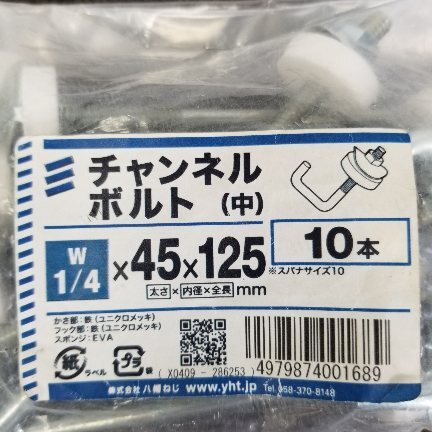 チャンネル
ボルト (中)
W
1/4 ×45×125
太さ×内径×全長 mm
10本
※スパナサイズ10
かさ部:鉄(ユニクロメッキ)
フック部:鉄(ユニクロメッキ)
スポンジ:EVA
紙 ラベル
プラ 袋
(X0409 - 286253)
4979874001689
株式会社 八幡ねじ www.yht.jp Tel.058-370-8148